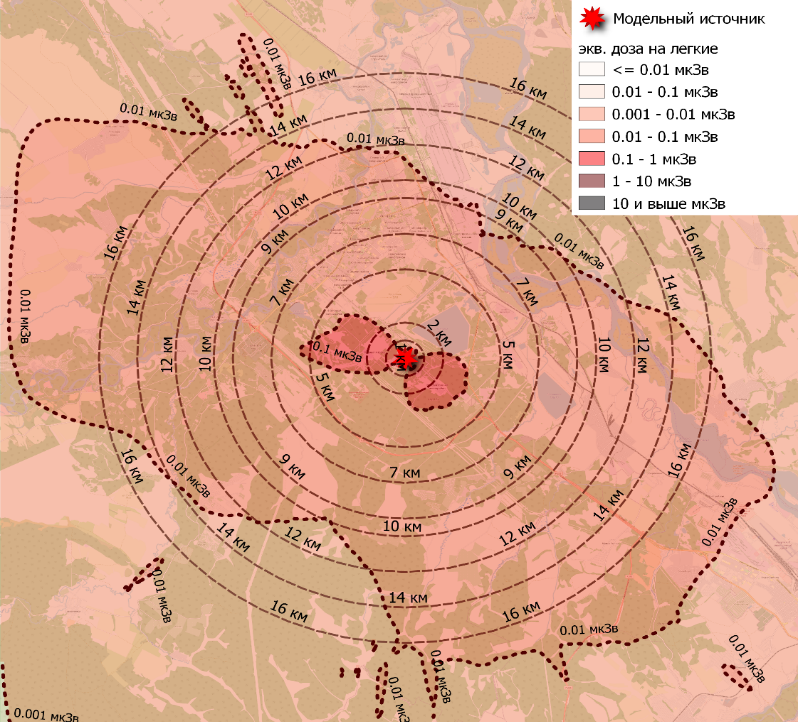 Модельный источник
экв. доза на легкие
<= 0.01 мкЗв
0.01 - 0.1 мкЗв
0.001 - 0.01 мкЗв
0.01 - 0.1 мкЗв
0.1 - 1 мкЗв
1 - 10 мкЗв
10 и выше мкЗв
0.01 мкЗв
16 км
16 км
0.01 мкЗв
14 км
14 км
0.01 мкЗв
12 км
12 км
10 км
10 км
9 км
9 км
0.01 мкЗв
16 км
16 км
7 км
7 км
14 км
14 км
0.01 мкЗв
2 км
12 км
10 км
0.1 мкЗв
5 км
10 км
12 км
5 км
16 км
0.01 мкЗв
9 км
7 км
9 км
16 км
14 км
0.01 мкЗв
10 км
12 км
14 км
12 км
0.01 мкЗв
14 км
16 км
16 км
0.01 мкЗв
0.01 мкЗв
0.01 мкЗв
0.01 мкЗв
0.001 мкЗв